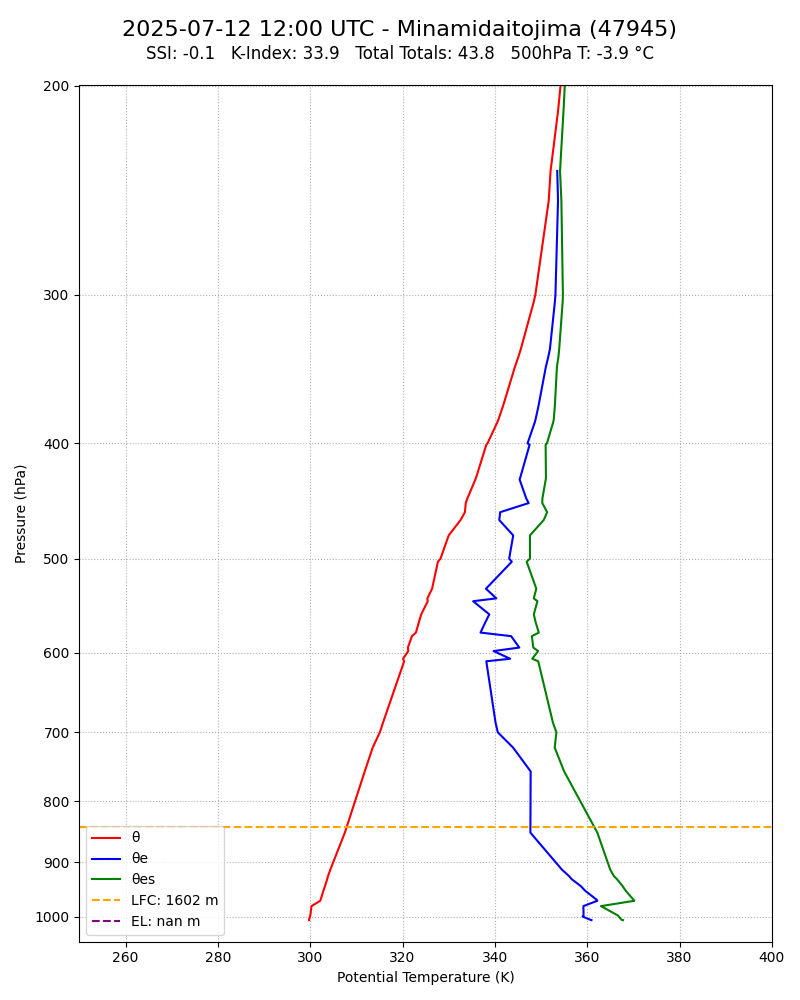 2025-07-12 12:00 UTC - Minamidaitojima (47945)
SSI: -0.1 K-Index: 33.9 Total Totals: 43.8 500hPa T: -3.9 °C
200
300
400
500
600
700
800
900
1000
Pressure (hPa)
θ
θe
θes
LFC: 1602 m
EL: nan m
260 280 300 320 340 360 380 400
Potential Temperature (K)